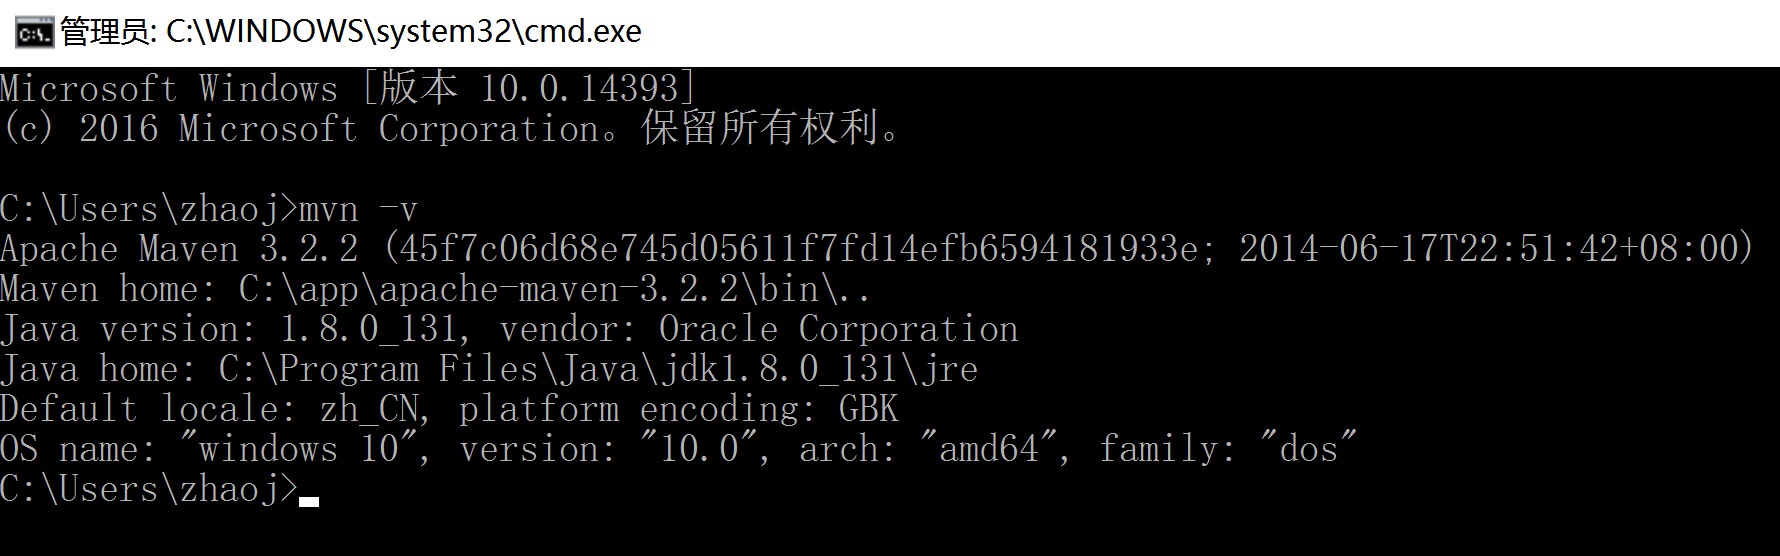 管理员: C:\WINDOWS\system32\cmd.exe
Microsoft Windows [版本 10.0.14393]
(c) 2016 Microsoft Corporation。保留所有权利。
C:\Users\zhaoj>mvn -v
Apache Maven 3.2.2 (45f7c06d68e745d05611f7fd14efb6594181933e; 2014-06-17T22:51:42+08:00)
Maven home: C:\app\apache-maven-3.2.2\bin\..
Java version: 1.8.0_131, vendor: Oracle Corporation
Java home: C:\Program Files\Java\jdk1.8.0_131\jre
Default locale: zh_CN, platform encoding: GBK
OS name: "windows 10", version: "10.0", arch: "amd64", family: "dos"
C:\Users\zhaoj>